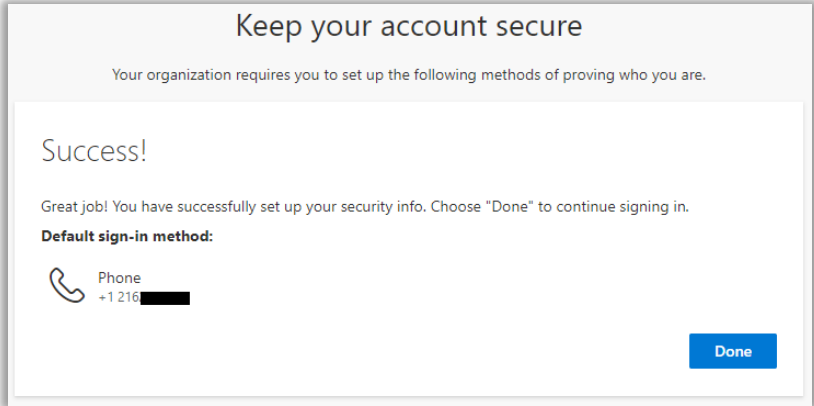 Keep your account secure
Your organization requires you to set up the following methods of proving who you are.
Success!
Great job! You have successfully set up your security info. Choose "Done" to continue signing in.
Default sign-in method:
Phone
+1 216
Done